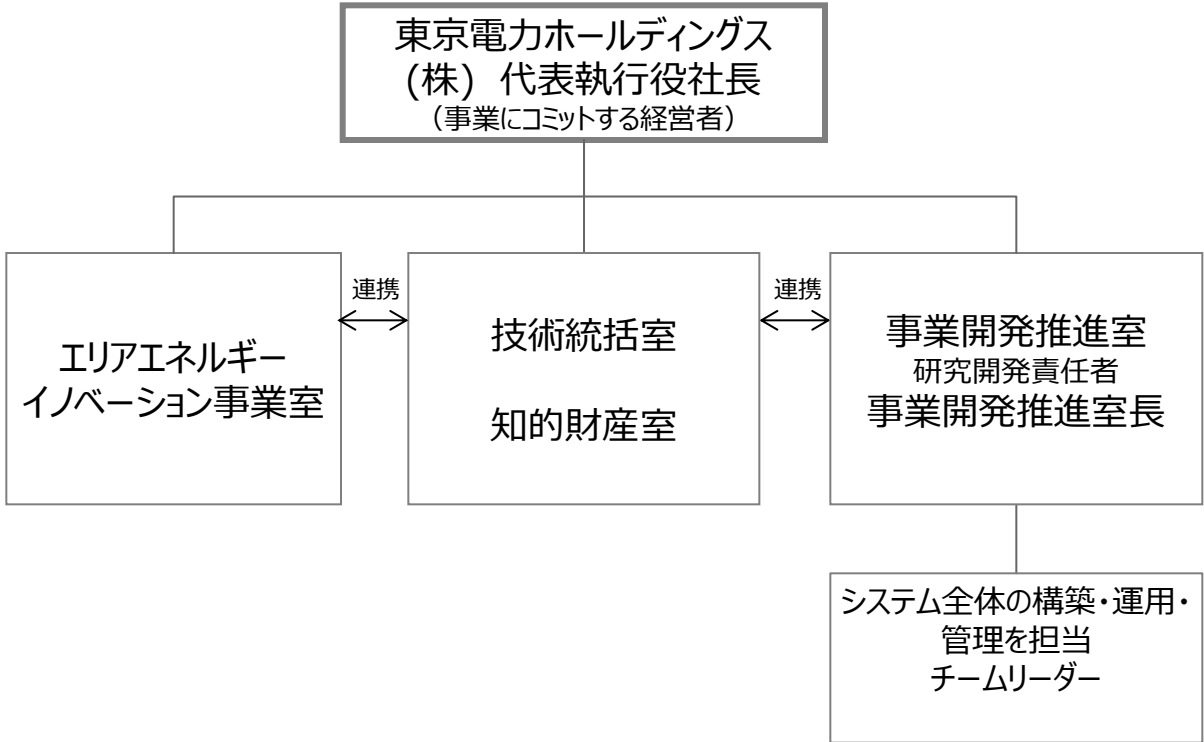 東京電力ホールディングス
(株) 代表執行役社長
（事業にコミットする経営者）
連携
連携
エリアエネルギー
イノベーション事業室
技術統括室
知的財産室
事業開発推進室
研究開発責任者
事業開発推進室長
システム全体の構築・運用・
管理を担当
チームリーダー